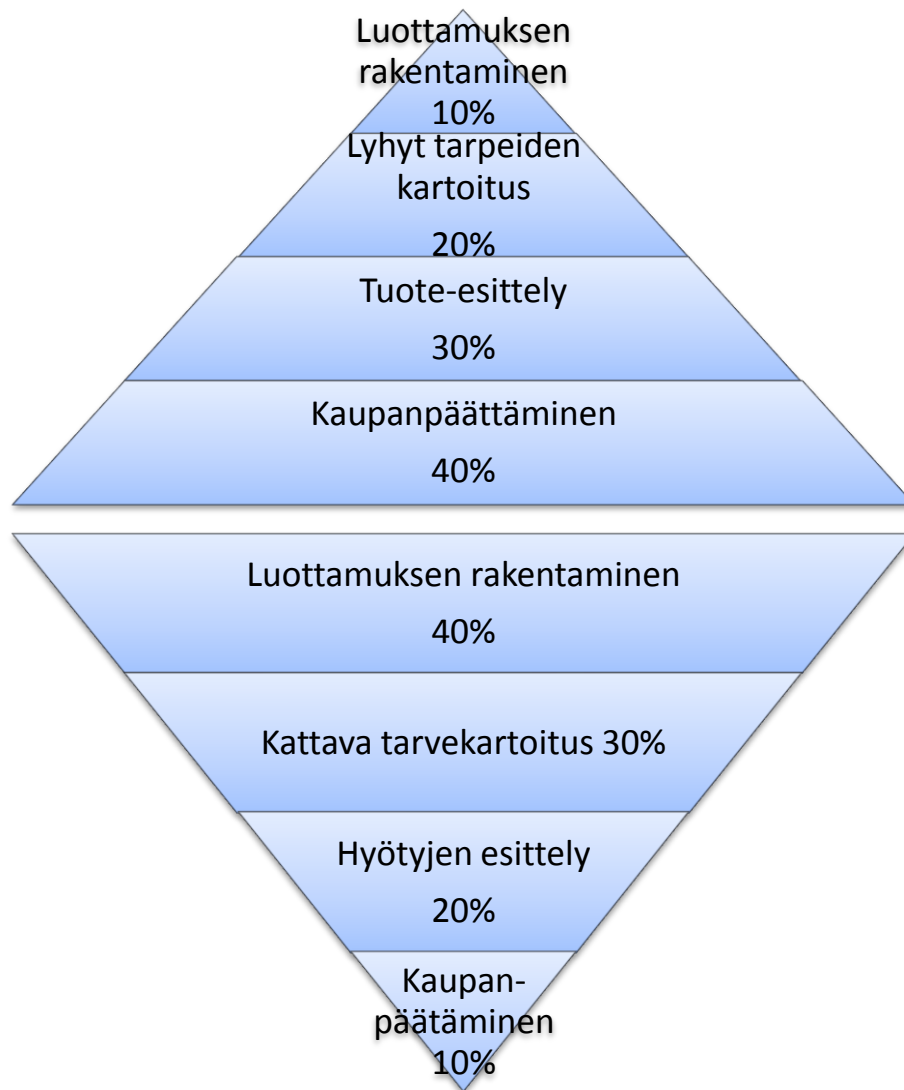 Luottamuksen
rakentaminen
10%
Lyhyt tarpeiden
kartoitus
20%
Tuote-esittely
30%
Kaupanpäättäminen
40%
Luottamuksen rakentaminen
40%
Kattava tarvekartoitus 30%
Hyötyjen esittely
20%
Kaupan-
päätäminen
10%